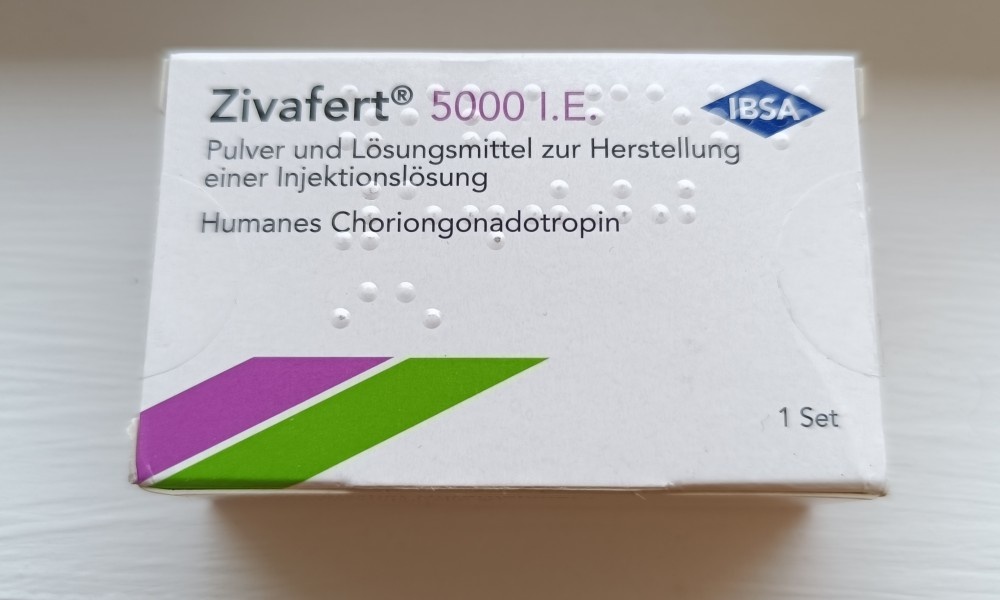 Zivafert® 5000 I.E.
IBSA
Pulver und Lösungsmittel zur Herstellung
einer Injektionslösung
Humanes Choriongonadotropin
1 Set